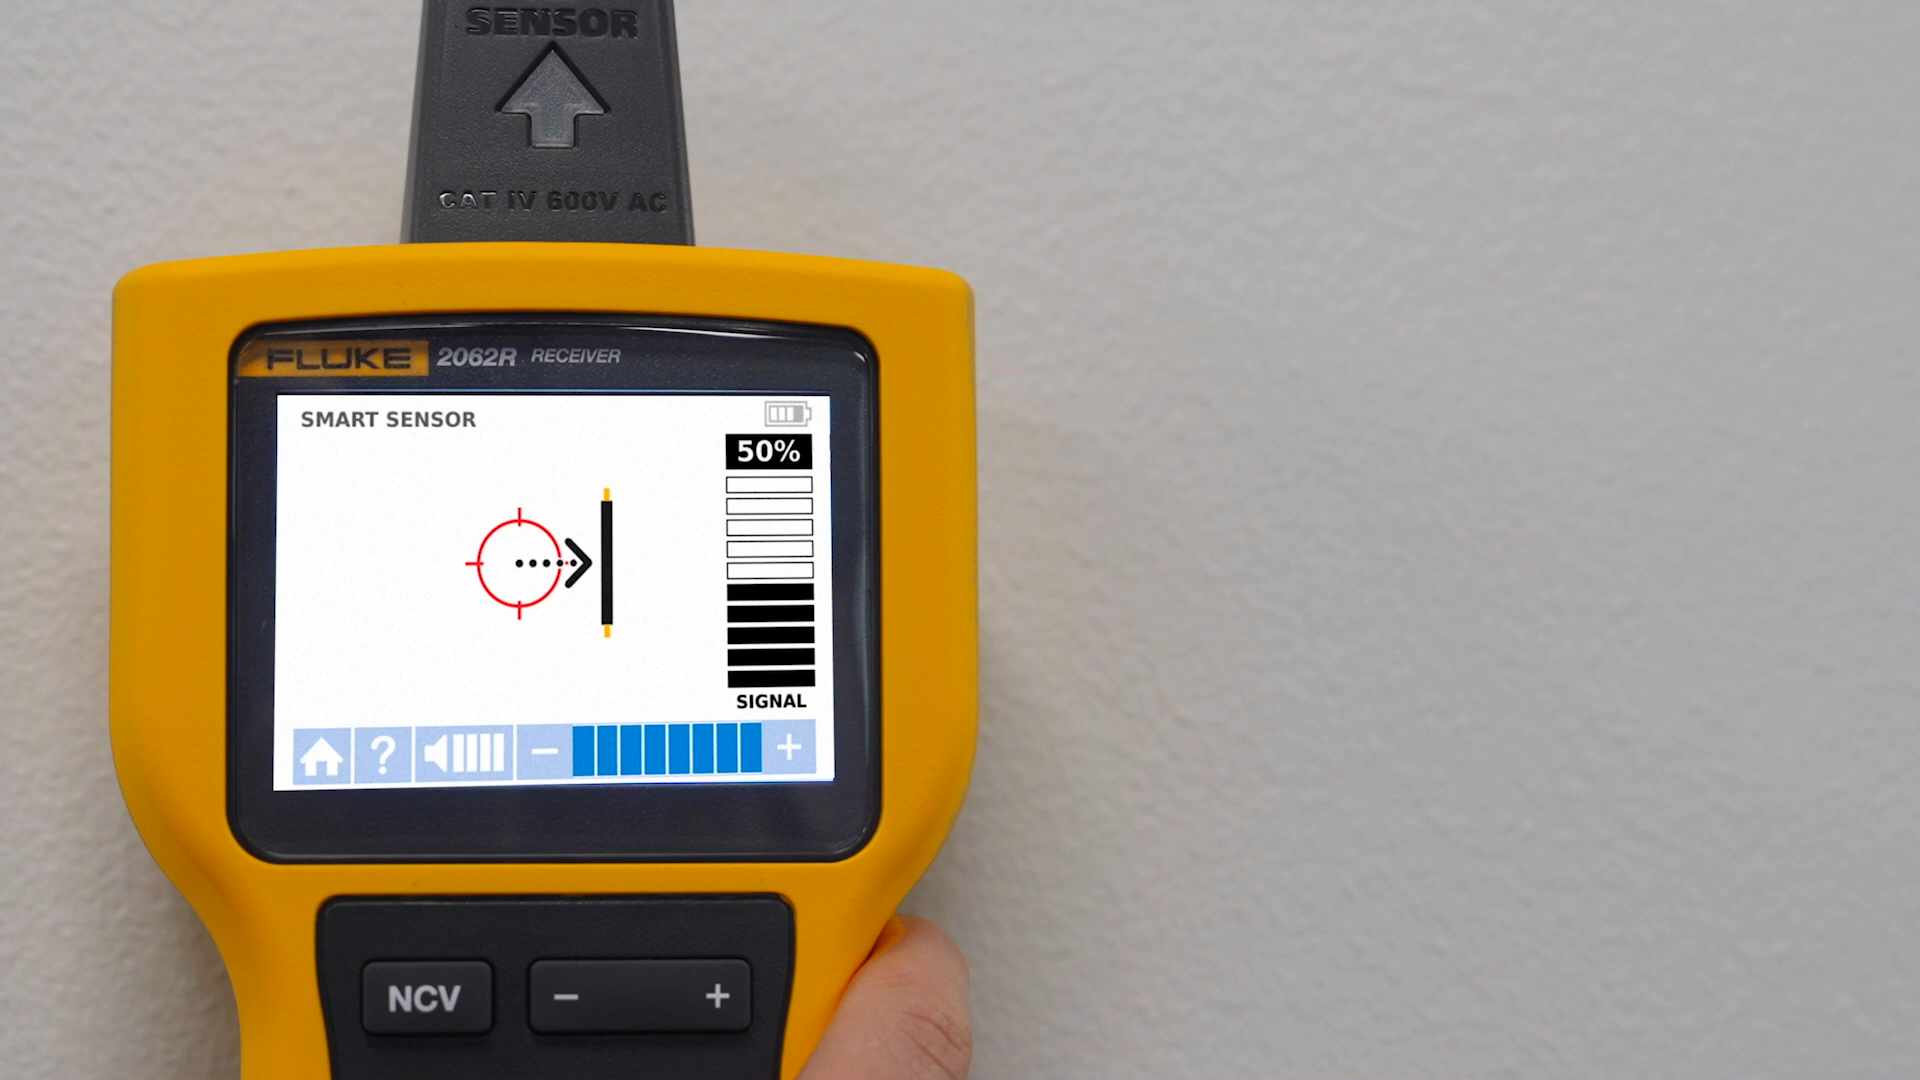 SENSOR
CAT IV 600V AC
FLUKE 2062R RECEIVER
SMART SENSOR
50%
SIGNAL
? − +
NCV − +